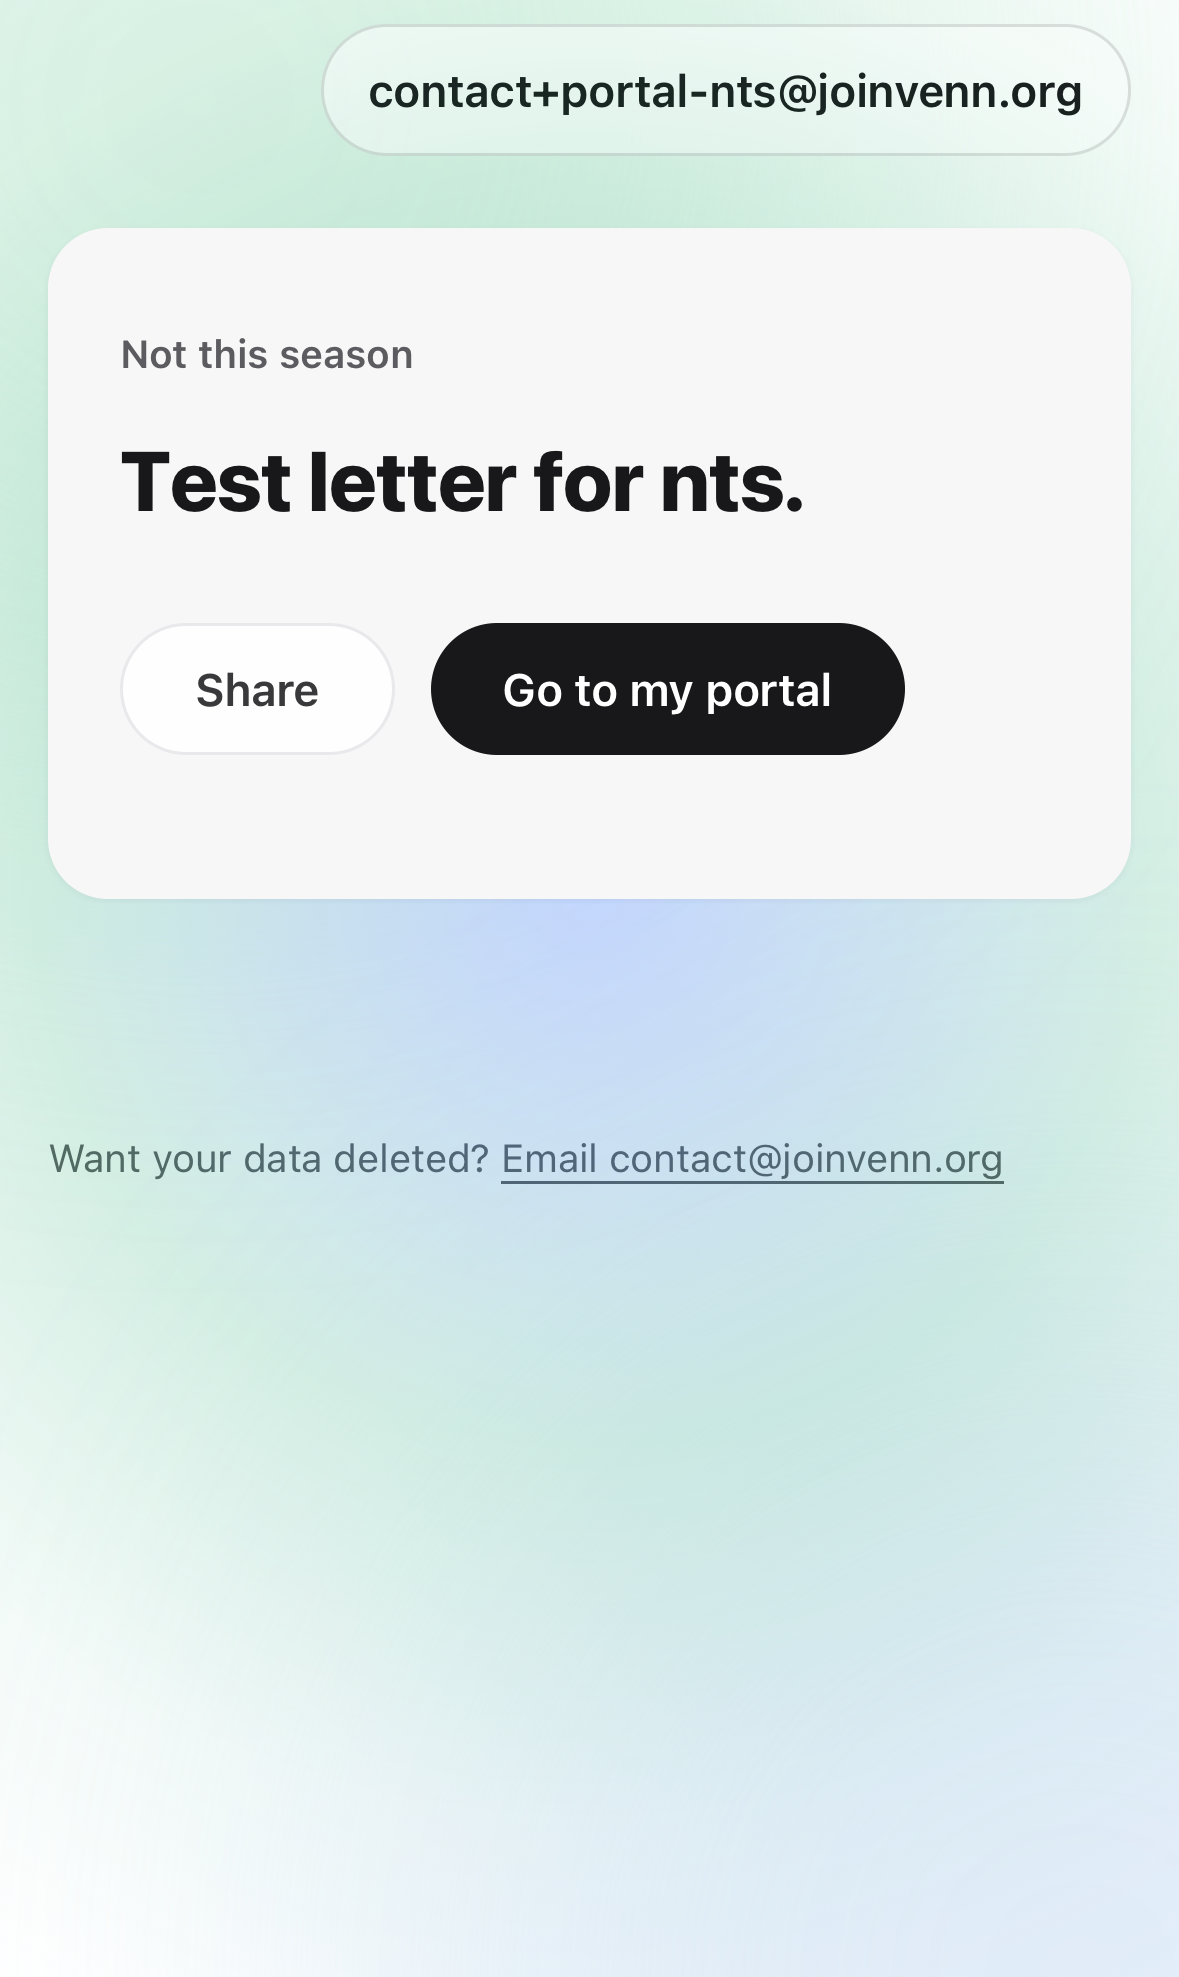 contact+portal-nts@joinvenn.org
Not this season
Test letter for nts.
Share
Go to my portal
Want your data deleted? Email contact@joinvenn.org